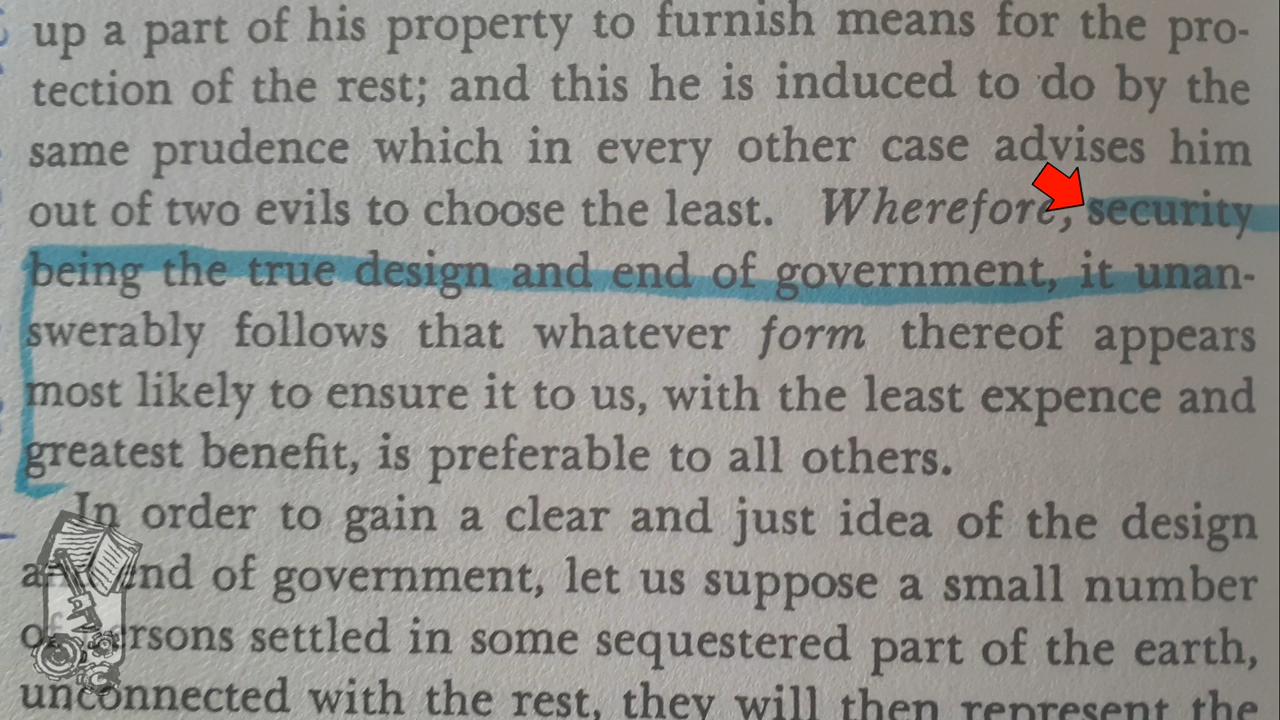 up a part of his property to furnish means for the pro-
tection of the rest; and this he is induced to do by the
same prudence which in every other case advises him
out of two evils to choose the least. Wherefore, security
being the true design and end of government, it unan-
swerably follows that whatever form thereof appears
most likely to ensure it to us, with the least expence and
greatest benefit, is preferable to all others.
In order to gain a clear and just idea of the design
and end of government, let us suppose a small number
of persons settled in some sequestered part of the earth,
unconnected with the rest, they will then represent the